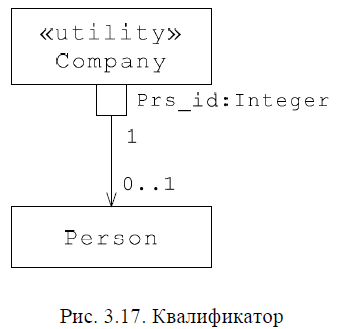 «utility»
Company
Prs_id:Integer
1
0..1
Person
Рис. 3.17. Квалификатор